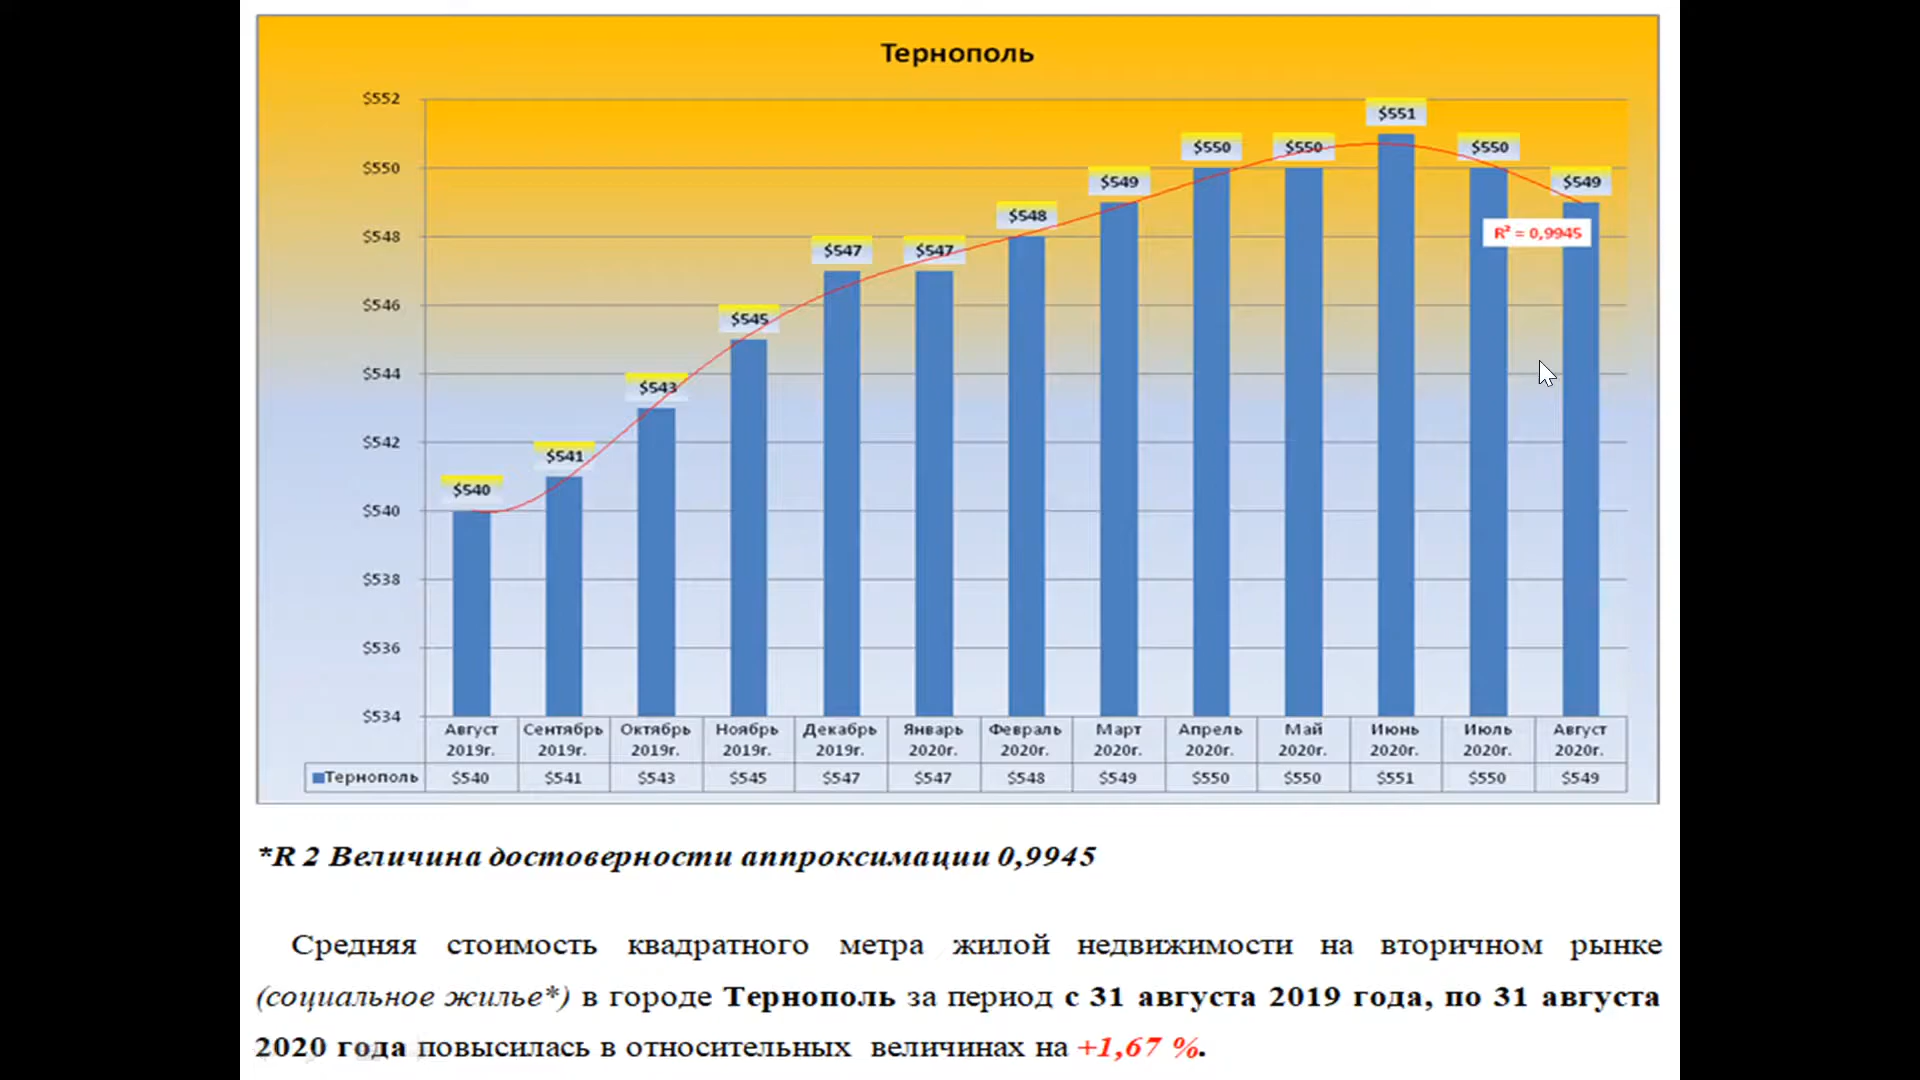 Тернополь
$552
$550
$548
$546
$544
$542
$540
$538
$536
$534
$540
$541
$543
$545
$547
$547
$548
$549
$550
$550
$551
$550
$549
R² = 0,9945
Август 2019г. Сентябрь 2019г. Октябрь 2019г. Ноябрь 2019г. Декабрь 2019г. Январь 2020г. Февраль 2020г. Март 2020г. Апрель 2020г. Май 2020г. Июнь 2020г. Июль 2020г. Август 2020г.
Тернополь $540 $541 $543 $545 $547 $547 $548 $549 $550 $550 $551 $550 $549
*R 2 Величина достоверности аппроксимации 0,9945
Средняя стоимость квадратного метра жилой недвижимости на вторичном рынке
(социальное жилье*) в городе Тернополь за период с 31 августа 2019 года, по 31 августа
2020 года повысилась в относительных величинах на +1,67 %.